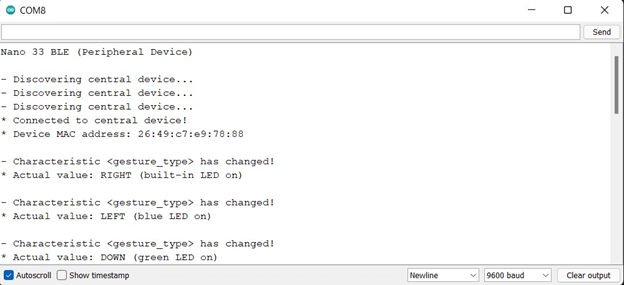 COM8
Send
Nano 33 BLE (Peripheral Device)
- Discovering central device...
- Discovering central device...
- Discovering central device...
* Connected to central device!
* Device MAC address: 26:49:c7:e9:78:88
- Characteristic <gesture_type> has changed!
* Actual value: RIGHT (built-in LED on)
- Characteristic <gesture_type> has changed!
* Actual value: LEFT (blue LED on)
- Characteristic <gesture_type> has changed!
* Actual value: DOWN (green LED on)
Autoscroll Show timestamp Newline 9600 baud Clear output